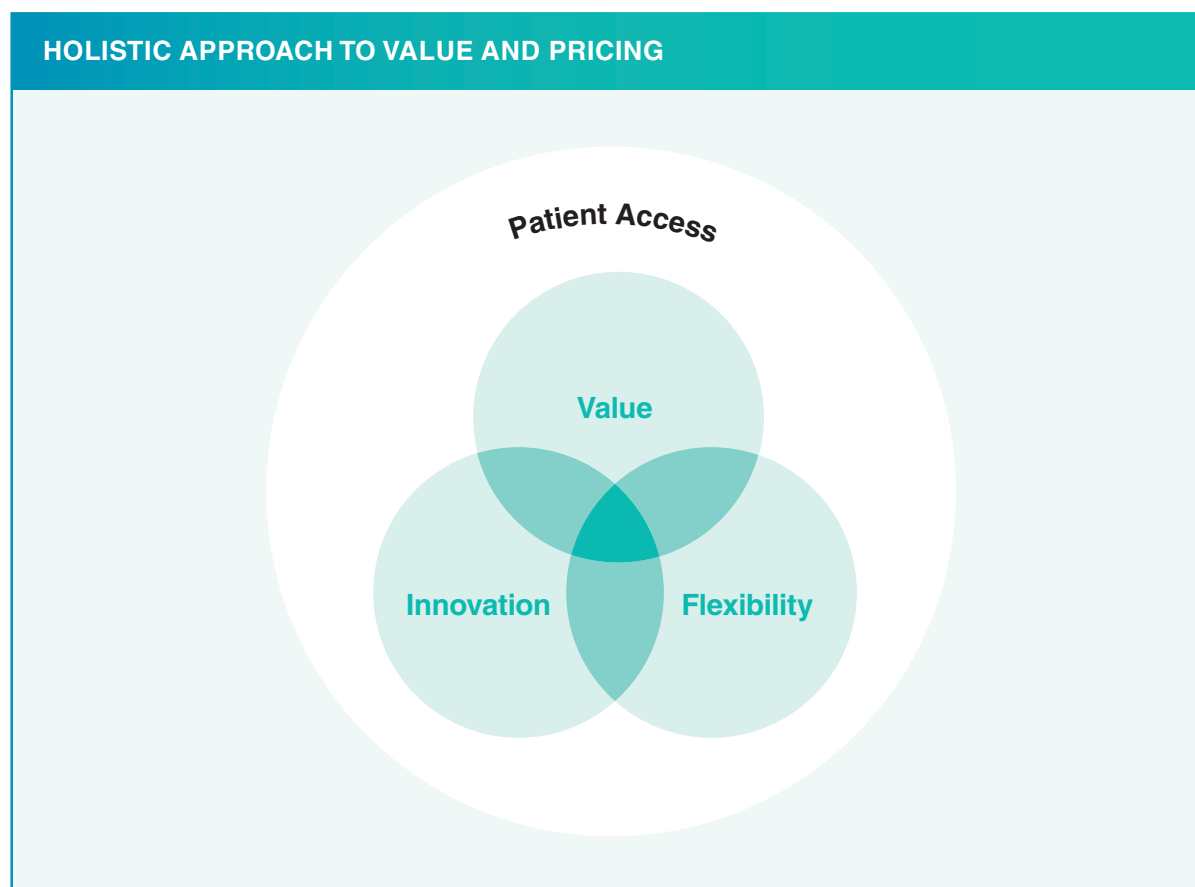 HOLISTIC APPROACH TO VALUE AND PRICING
Patient Access
Value
Innovation
Flexibility